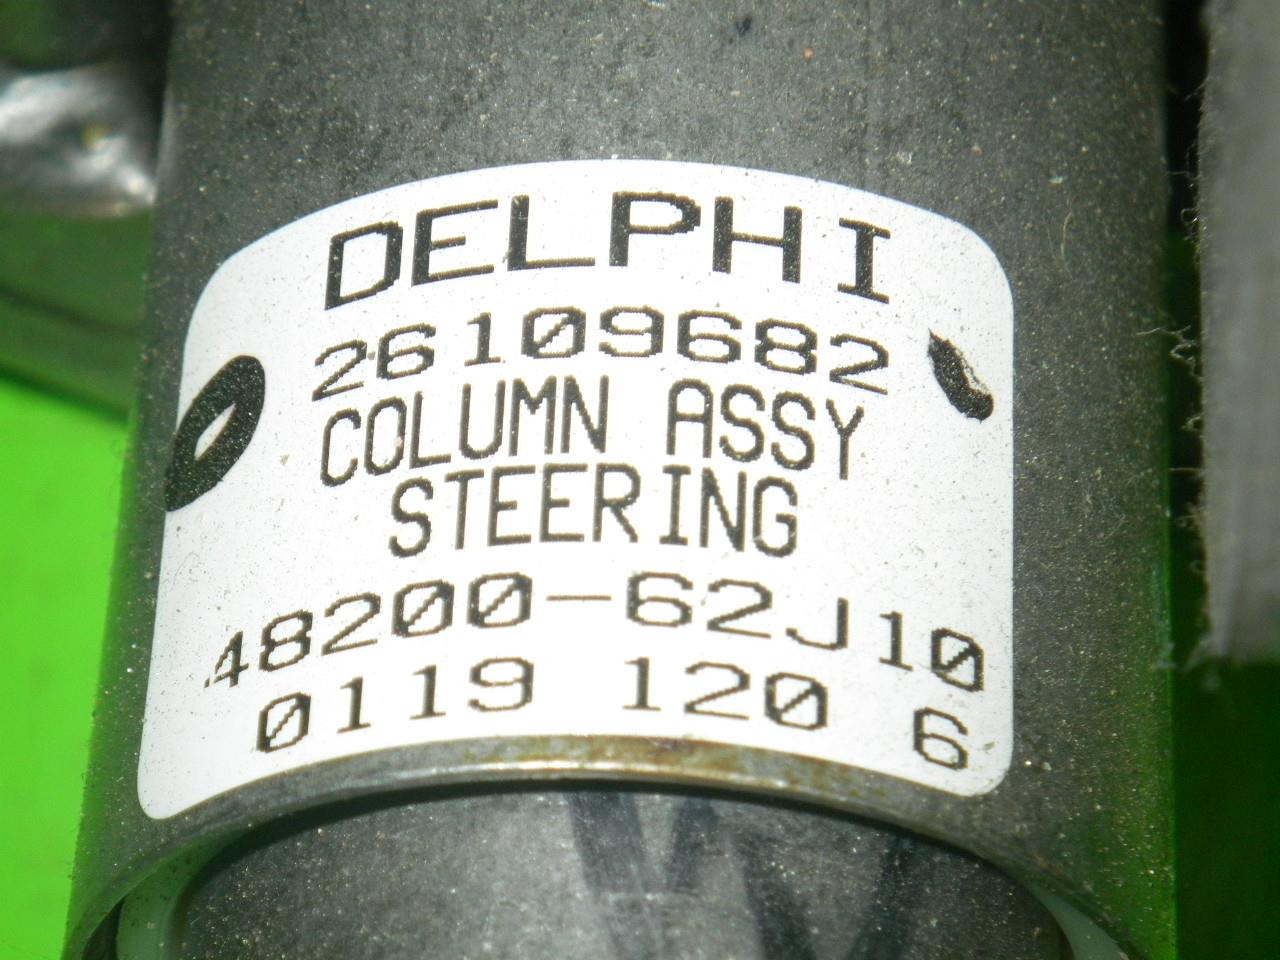 DELPHI
26109682
COLUMN ASSY
STEERING
48200-62J10
0119 120 6